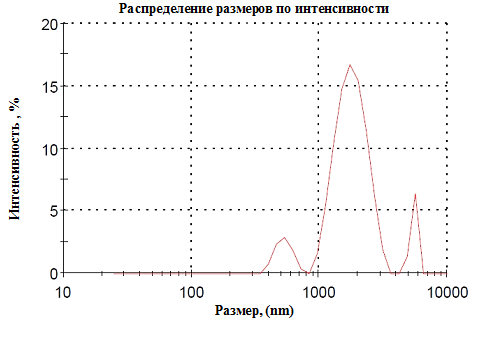 Распределение размеров по интенсивности
20
15
10
5
0
Интенсивность , %
10 100 1000 10000
Размер, (nm)